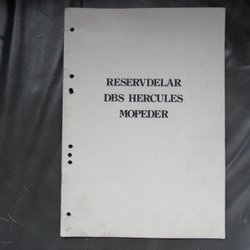 RESERVDELAR
DBS HERCULES
MOPEDER